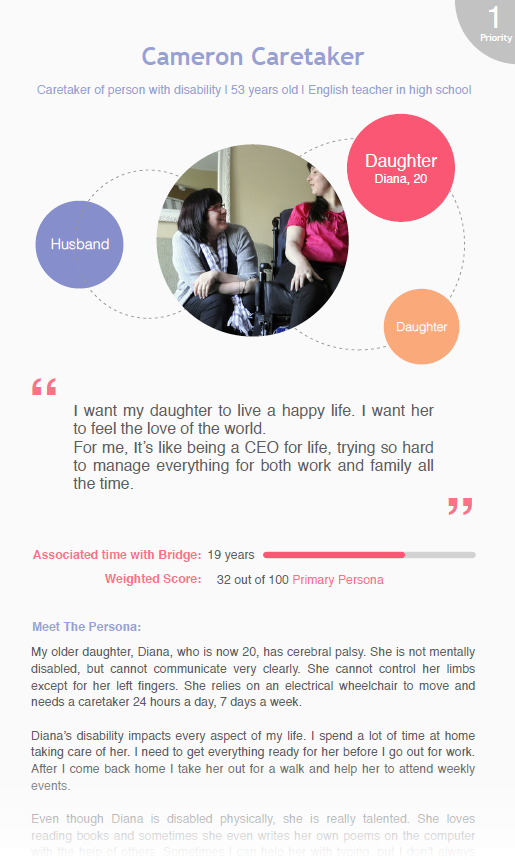 1
Priority
Cameron Caretaker
Caretaker of person with disability I 53 years old I English teacher in high school
Daughter
Diana, 20
Husband
Daughter
“
I want my daughter to live a happy life. I want her
to feel the love of the world.
For me, It’s like being a CEO for life, trying so hard
to manage everything for both work and family all
the time.
”
Associated time with Bridge: 19 years
Weighted Score: 32 out of 100 Primary Persona
Meet The Persona:
My older daughter, Diana, who is now 20, has cerebral palsy. She is not mentally
disabled, but cannot communicate very clearly. She cannot control her limbs
except for her left fingers. She relies on an electrical wheelchair to move and
needs a caretaker 24 hours a day, 7 days a week.
Diana’s disability impacts every aspect of my life. I spend a lot of time at home
taking care of her. I need to get everything ready for her before I go out for work.
After I come back home I take her out for a walk and help her to attend weekly
events.
Even though Diana is disabled physically, she is really talented. She loves
reading books and sometimes she even writes her own poems on the computer
with the help of others. Sometimes I can help her with typing, but I don’t always